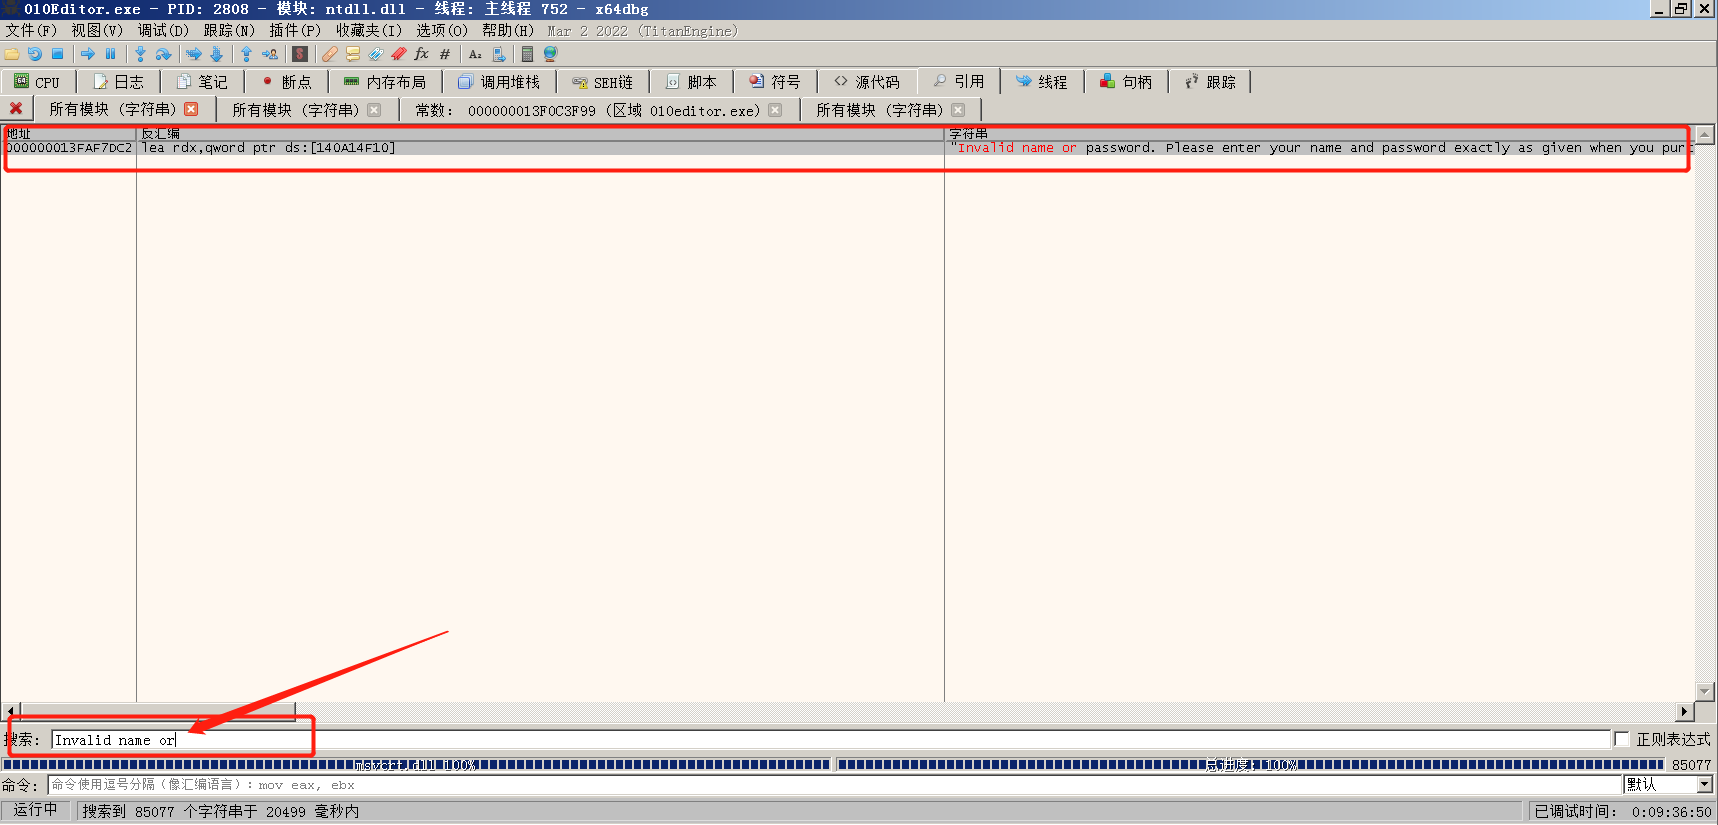 010Editor.exe - PID: 2808 - 模块: ntdll.dll - 线程: 主线程 752 - x64dbg
文件(F) 视图(V) 调试(D) 跟踪(N) 插件(P) 收藏夹(I) 选项(O) 帮助(H) Mar 2 2022 (TitanEngine)
CPU 日志 笔记 断点 内存布局 调用堆栈 SEH链 脚本 符号 源代码 引用 线程 句柄 跟踪
所有模块 (字符串) 所有模块 (字符串) 常数: 000000013F0C3F99 (区域 010editor.exe) 所有模块 (字符串)
地址 反汇编 字符串
000000013FAF7DC2 lea rdx,qword ptr ds:[140A14F10] "Invalid name or password. Please enter your name and password exactly as given when you purc
搜索: Invalid name or 正则表达式
msvcrt.dll 100% 总进度: 100% 85077
命令: 命令使用逗号分隔 (像汇编语言): mov eax, ebx 默认
运行中 搜索到 85077 个字符串于 20499 毫秒内 已调试时间: 0:09:36:50